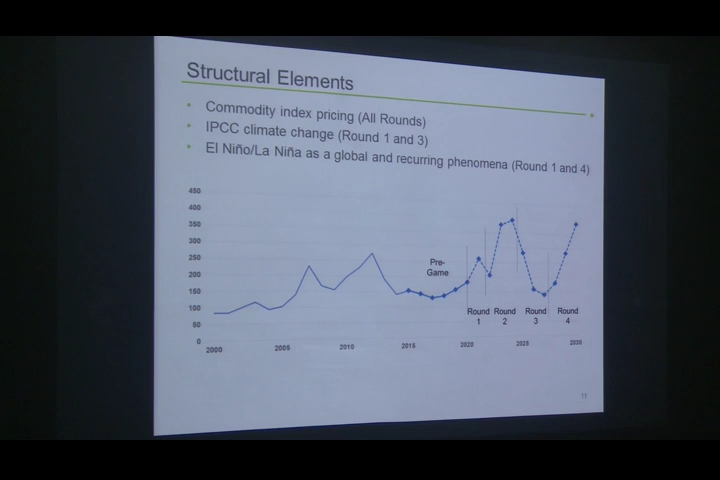 Structural Elements
• Commodity index pricing (All Rounds)
• IPCC climate change (Round 1 and 3)
• El Niño/La Niña as a global and recurring phenomena (Round 1 and 4)
450
400
350
300
250
200
150
100
50
0
Pre-
Game
Round
1
Round
2
Round
3
Round
4
2000
2005
2010
2015
2020
2025
2030
11